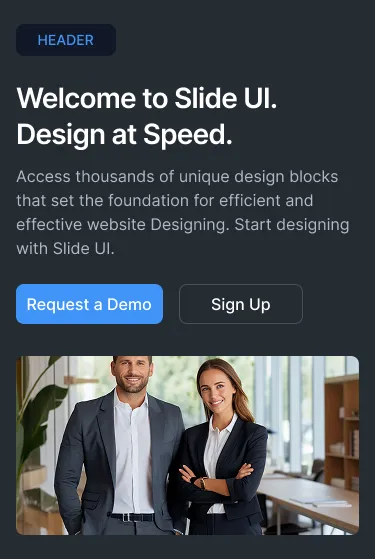 HEADER
Welcome to Slide UI.
Design at Speed.
Access thousands of unique design blocks
that set the foundation for efficient and
effective website Designing. Start designing
with Slide UI.
Request a Demo
Sign Up